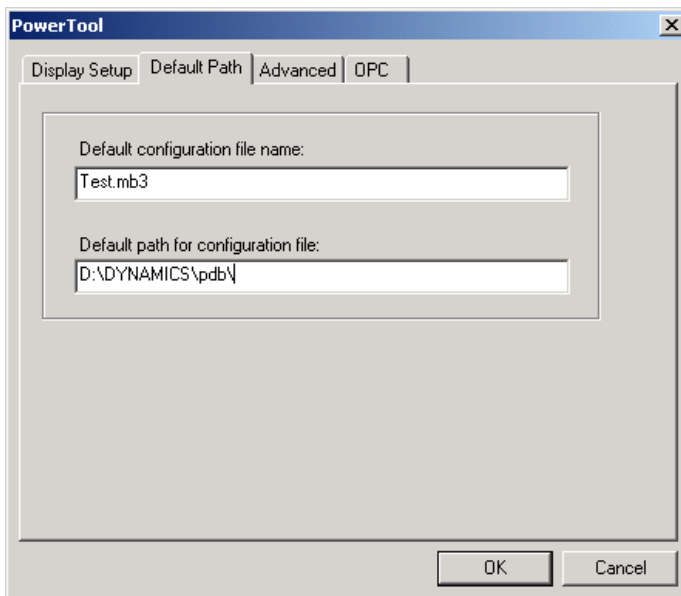 PowerTool
Display Setup Default Path Advanced OPC
Default configuration file name:
Test.mb3
Default path for configuration file:
D:\DYNAMICS\pdb\
OK Cancel